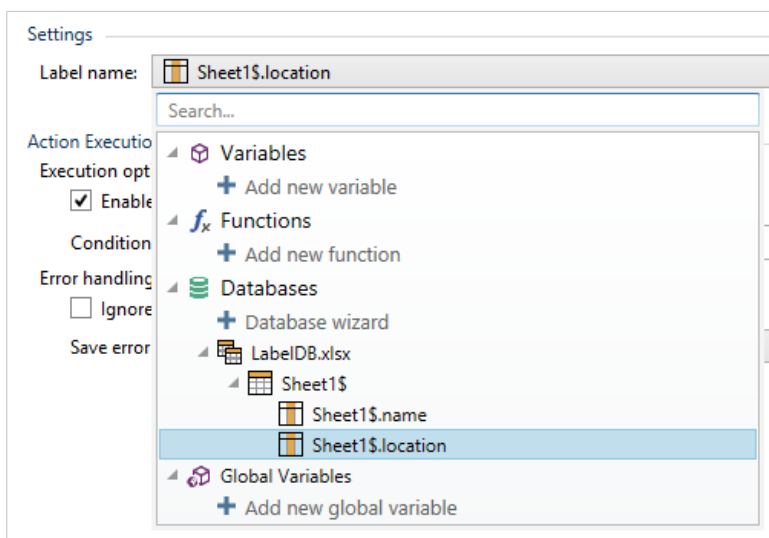 Settings
Label name: Sheet1$.location
Search...
Action Executio
Variables
Execution opt
Add new variable
Enable
Functions
Condition
Add new function
Error handling
Databases
Ignore
Database wizard
Save error
LabelDB.xlsx
Sheet1$
Sheet1$.name
Sheet1$.location
Global Variables
Add new global variable